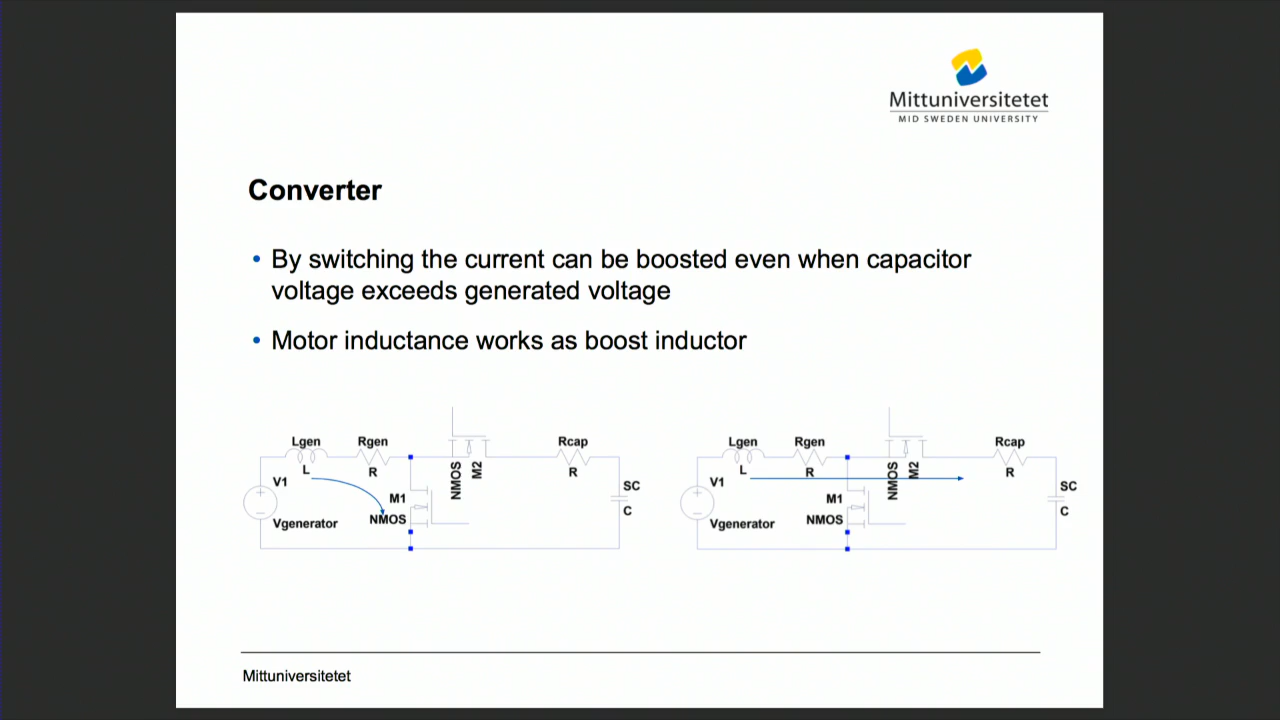 Mittuniversitetet
MID SWEDEN UNIVERSITY
Converter
• By switching the current can be boosted even when capacitor
voltage exceeds generated voltage
• Motor inductance works as boost inductor
Lgen Rgen Rcap
L R NMOS M2 R
V1 M1 SC
Vgenerator NMOS C
Lgen Rgen Rcap
L R NMOS M2 R
V1 M1 SC
Vgenerator NMOS C
Mittuniversitetet